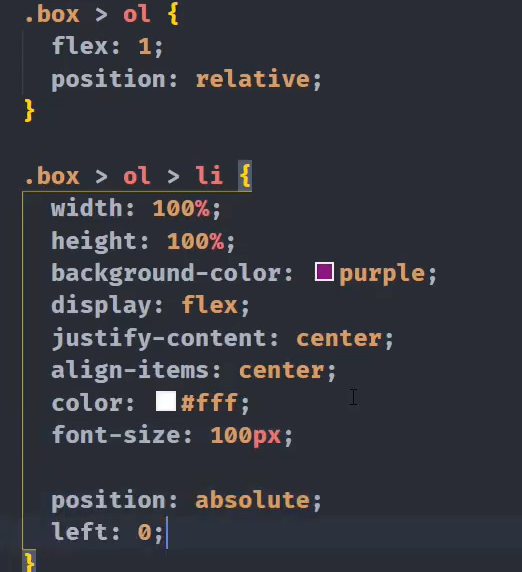 .box > ol {
flex: 1;
position: relative;
}
.box > ol > li {
width: 100%;
height: 100%;
background-color: purple;
display: flex;
justify-content: center;
align-items: center;
color: #fff;
font-size: 100px;
position: absolute;
left: 0;
}